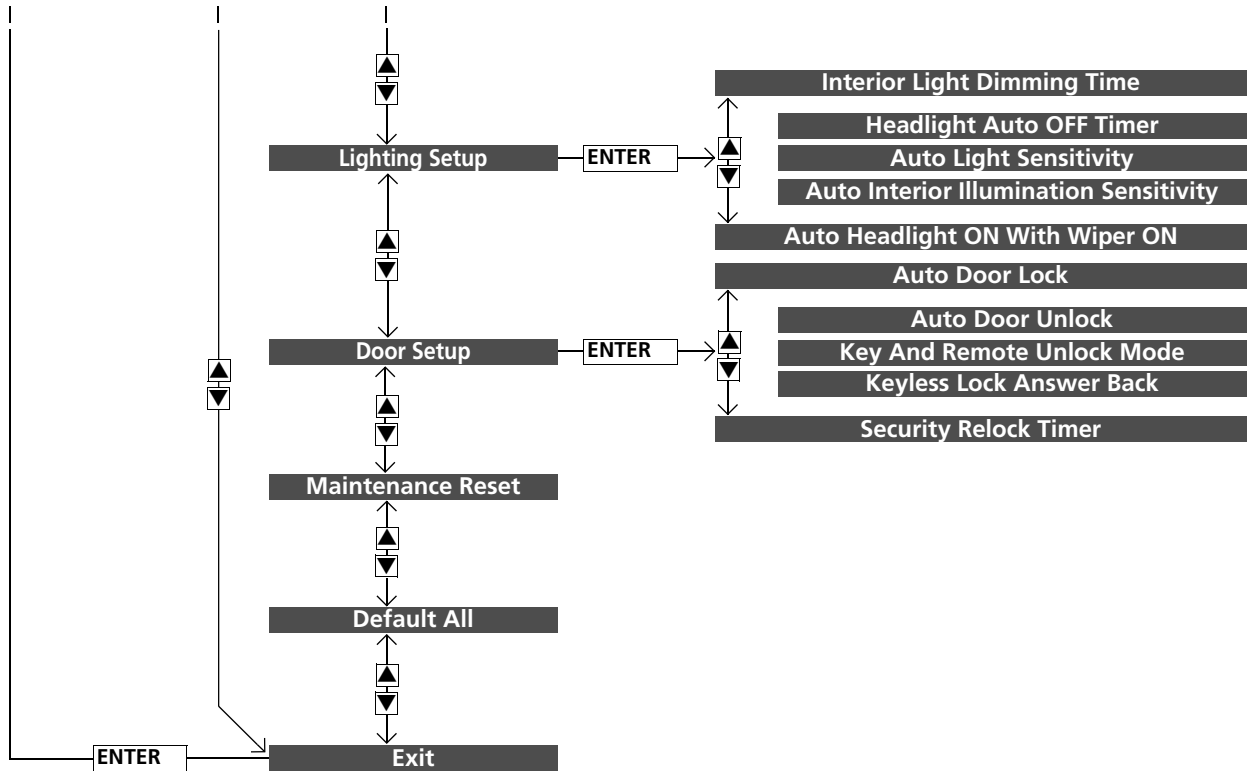 Interior Light Dimming Time
Headlight Auto OFF Timer
Lighting Setup
ENTER
Auto Light Sensitivity
Auto Interior Illumination Sensitivity
Auto Headlight ON With Wiper ON
Auto Door Lock
Auto Door Unlock
Door Setup
ENTER
Key And Remote Unlock Mode
Keyless Lock Answer Back
Security Relock Timer
Maintenance Reset
Default All
ENTER
Exit